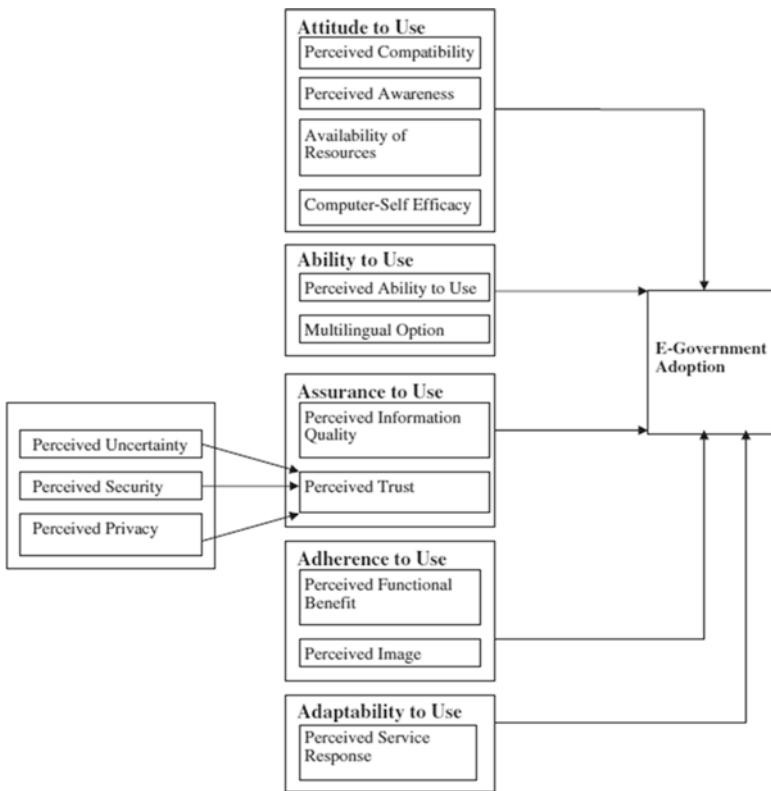 Attitude to Use
Perceived Compatibility
Perceived Awareness
Availability of
Resources
Computer-Self Efficacy
Ability to Use
Perceived Ability to Use
Multilingual Option
E-Government
Adoption
Assurance to Use
Perceived Information
Quality
Perceived Trust
Perceived Uncertainty
Perceived Security
Perceived Privacy
Adherence to Use
Perceived Functional
Benefit
Perceived Image
Adaptability to Use
Perceived Service
Response